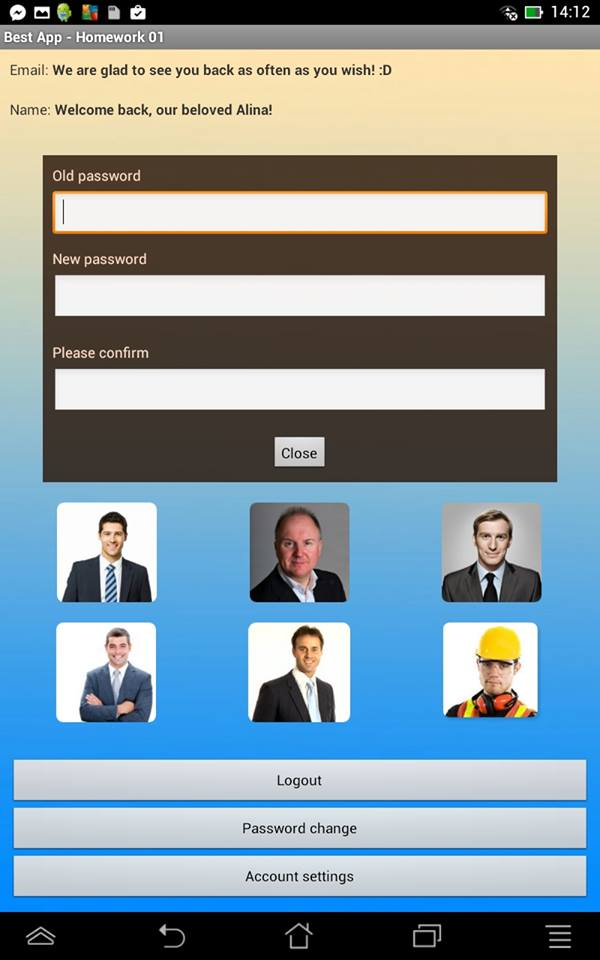 14:12
Best App - Homework 01
Email: We are glad to see you back as often as you wish! :D
Name: Welcome back, our beloved Alina!
Old password
New password
Please confirm
Close
Logout
Password change
Account settings